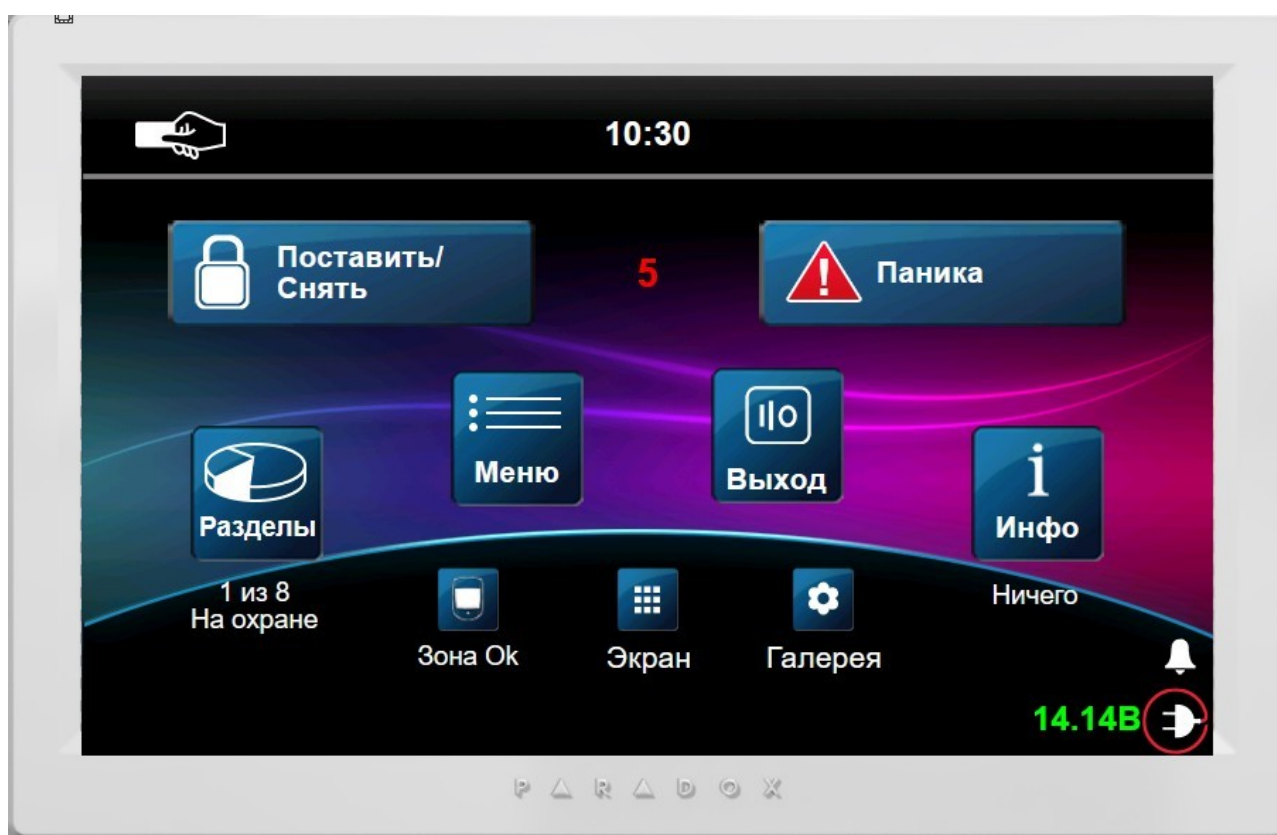 10:30
Поставить/
Снять
5
Паника
Меню
Выход
Разделы
Инфо
1 из 8
На охране
Ничего
Зона Ok
Экран
Галерея
14.14В
PARADOX